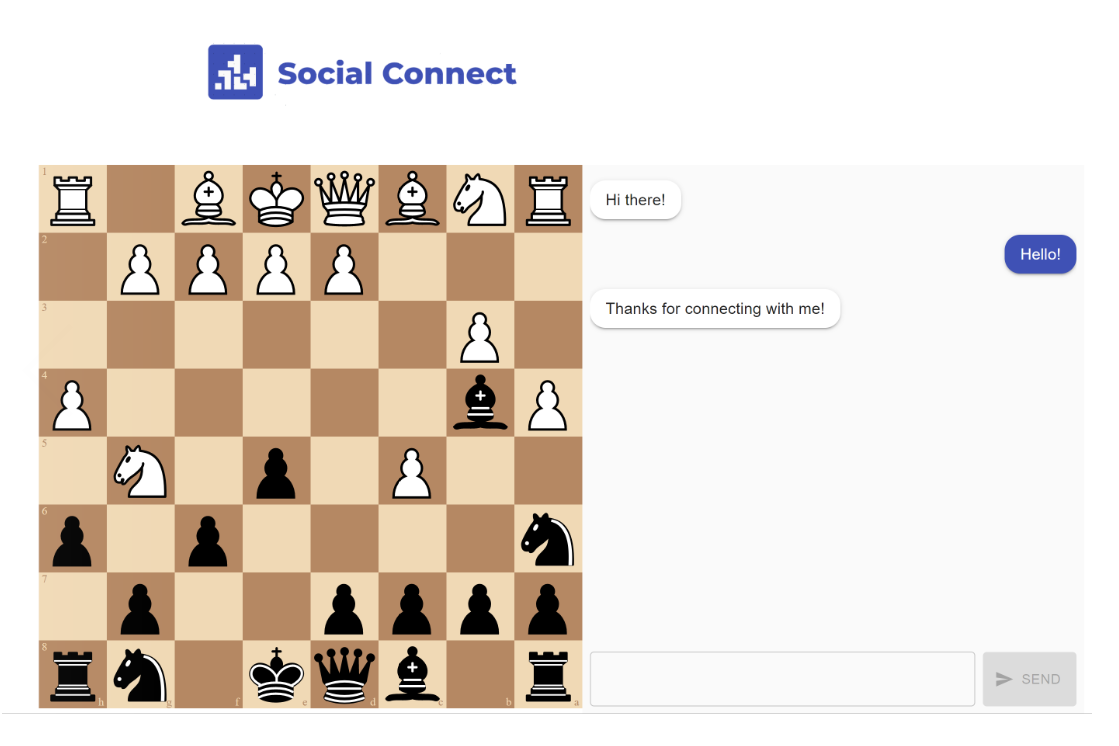 Social Connect
1
2
3
4
5
6
7
8
h
g
f
e
d
c
b
a
Hi there!
Hello!
Thanks for connecting with me!
SEND